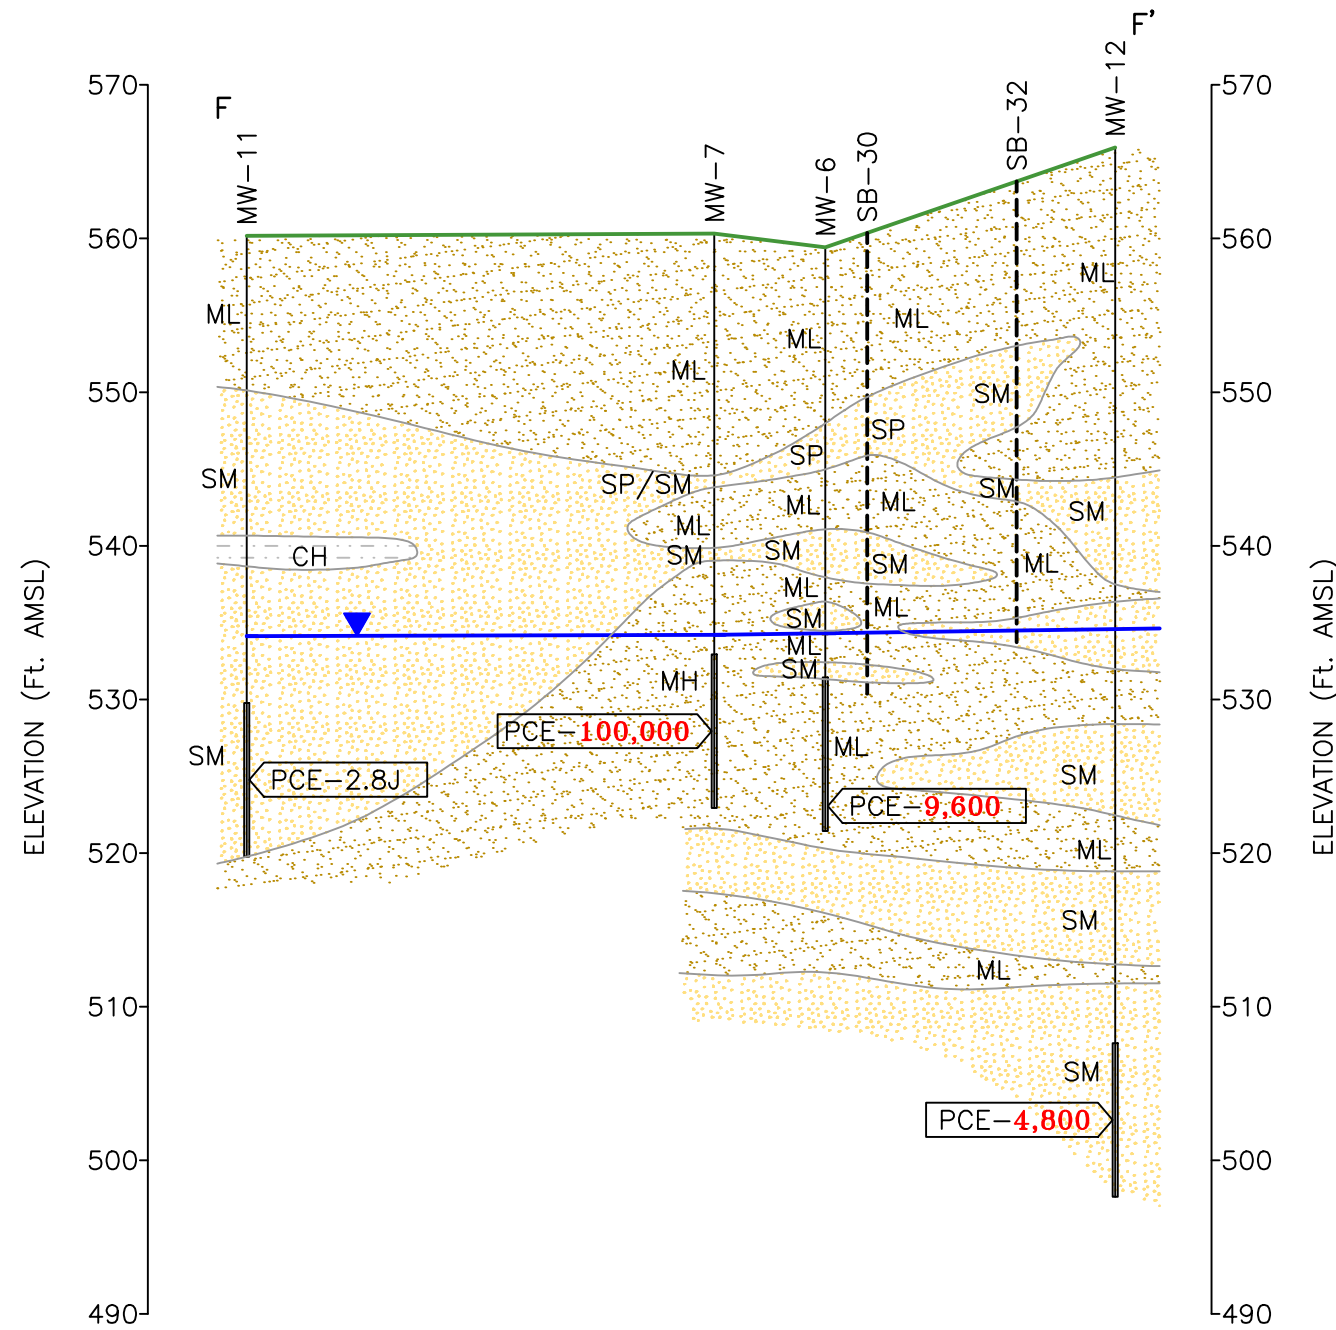 F'
F
MW-11
MW-7
MW-6
SB-30
SB-32
MW-12
570
570
560
560
550
550
540
540
530
530
520
520
510
510
500
500
490
490
ELEVATION (Ft. AMSL)
ELEVATION (Ft. AMSL)
ML
ML
ML
ML
ML
SM
SP
SP
SM
SP/SM
SM
ML
ML
SM
SM
ML
CH
SM
SM
SM
ML
ML
ML
SM
ML
SM
MH
SM
PCE-100,000
ML
SM
PCE-2.8J
PCE-9,600
ML
SM
ML
SM
PCE-4,800